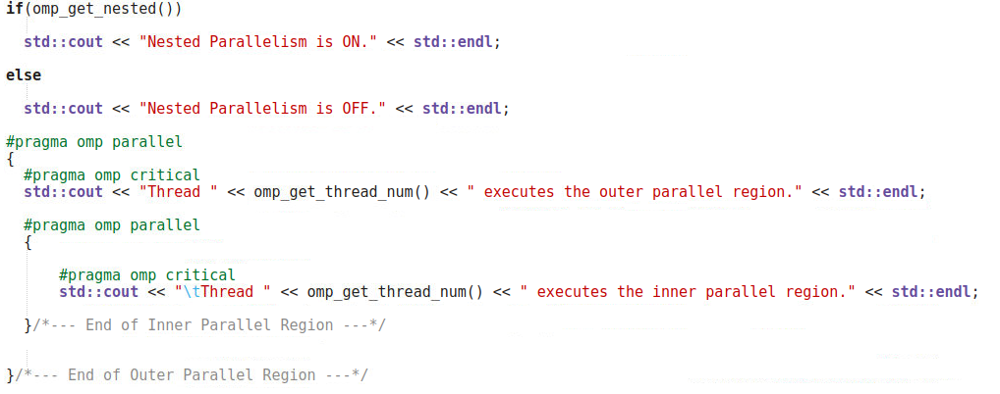 if(omp_get_nested())
std::cout << "Nested Parallelism is ON." << std::endl;
else
std::cout << "Nested Parallelism is OFF." << std::endl;
#pragma omp parallel
{
#pragma omp critical
std::cout << "Thread " << omp_get_thread_num() << " executes the outer parallel region." << std::endl;
#pragma omp parallel
{
#pragma omp critical
std::cout << "\tThread " << omp_get_thread_num() << " executes the inner parallel region." << std::endl;
}/*--- End of Inner Parallel Region ---*/
}/*--- End of Outer Parallel Region ---*/